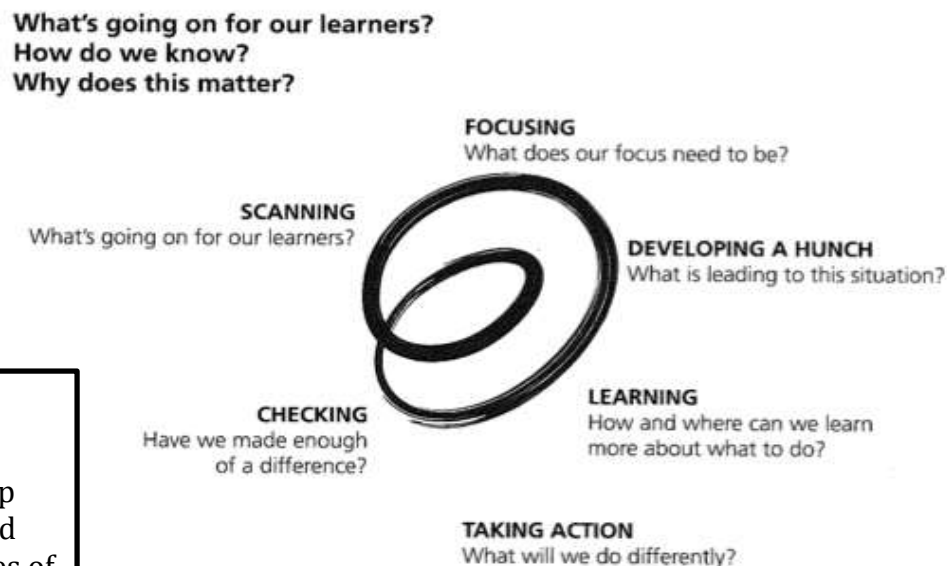 What's going on for our learners?
How do we know?
Why does this matter?
FOCUSING
What does our focus need to be?
SCANNING
What's going on for our learners?
DEVELOPING A HUNCH
What is leading to this situation?
LEARNING
How and where can we learn
more about what to do?
CHECKING
Have we made enough
of a difference?
TAKING ACTION
What will we do differently?
of